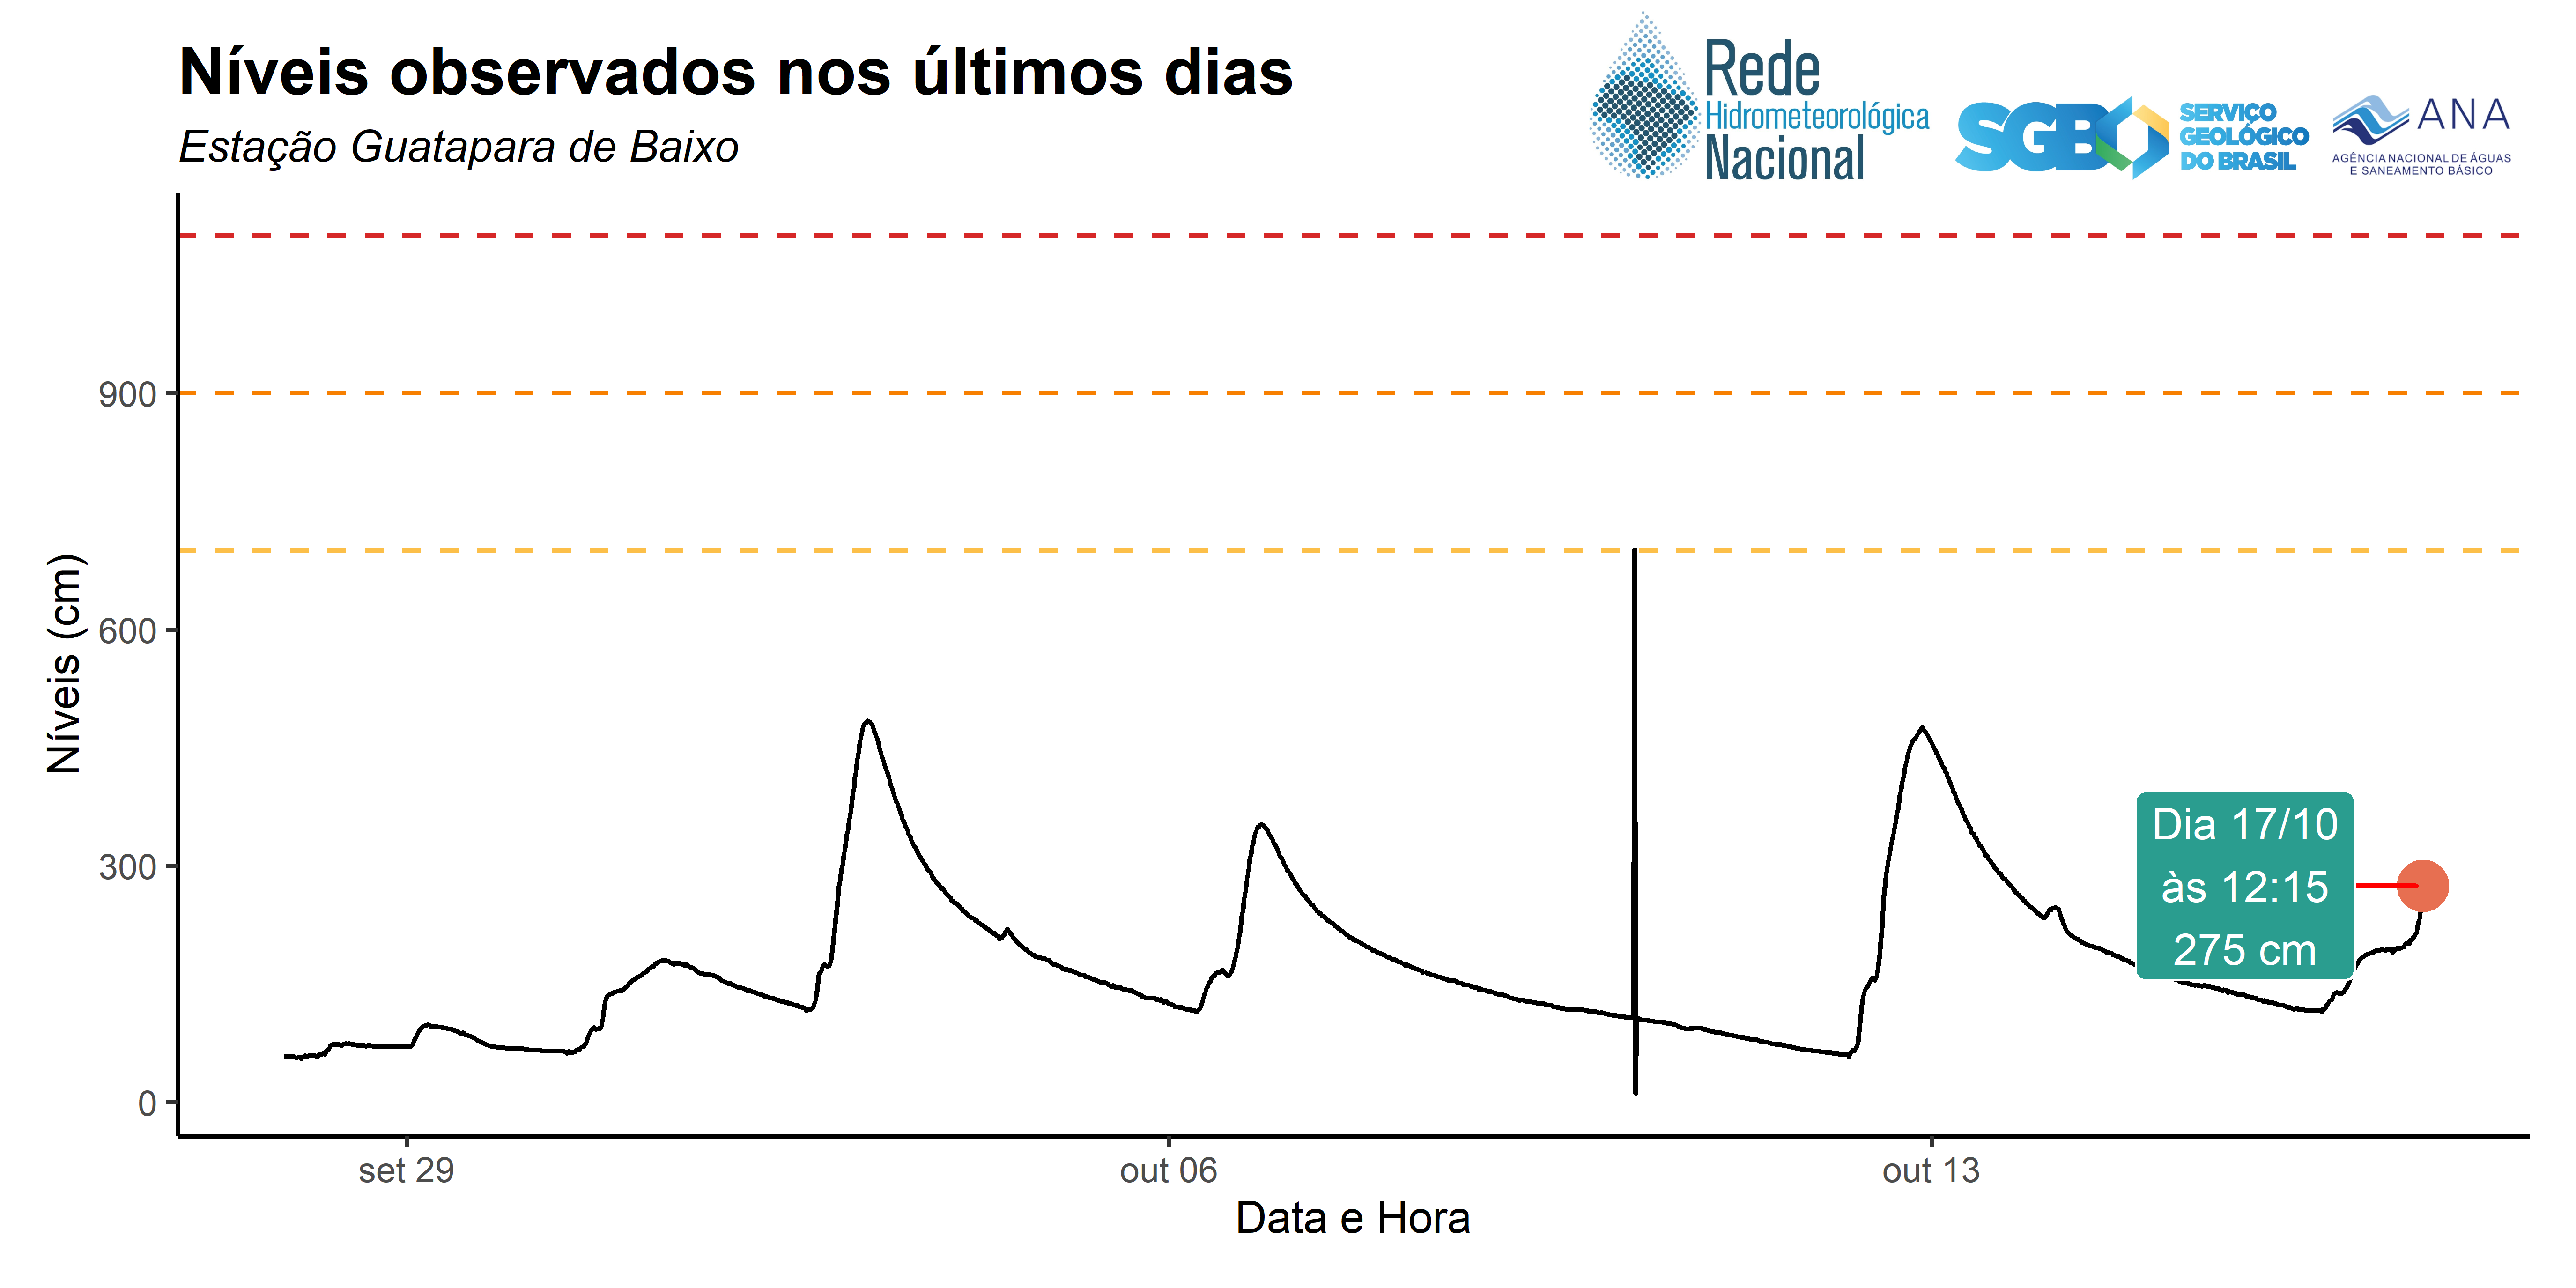 Níveis observados nos últimos dias
Estação Guatapara de Baixo
Rede
Hidrometeorológica
Nacional
SGB
SERVIÇO
GEOLÓGICO
DO BRASIL
ANA
AGÊNCIA NACIONAL DE ÁGUAS
E SANEAMENTO BÁSICO
Níveis (cm)
900
600
300
0
Dia 17/10
às 12:15
275 cm
set 29
out 06
out 13
Data e Hora